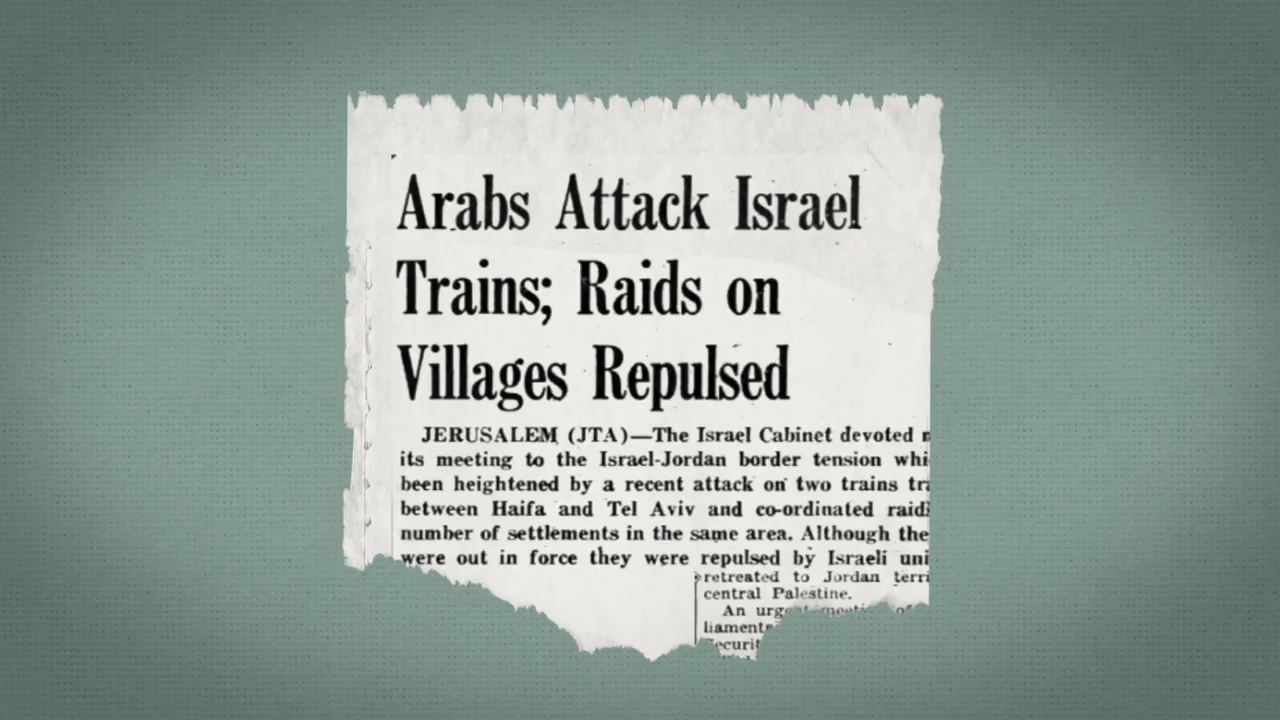 Arabs Attack Israel
Trains; Raids on
Villages Repulsed
JERUSALEM (JTA)—The Israel Cabinet devoted
its meeting to the Israel-Jordan border tension
been heightened by a recent attack on two trains
between Haifa and Tel Aviv and co-ordinated
number of settlements in the same area. Although
were out in force they were repulsed by Israeli
retreated to Jordan
central Palestine.
An